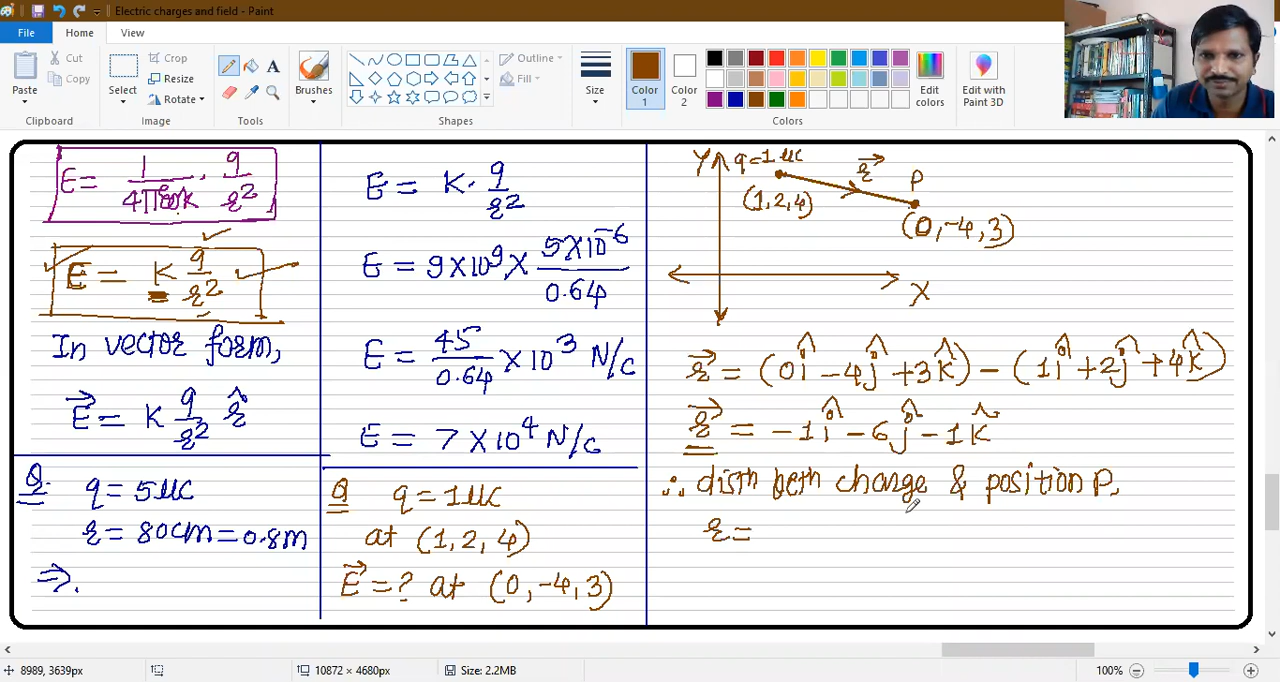 Electric charges and field - Paint
File Home View
Paste
Cut
Copy
Clipboard
Select
Crop
Resize
Rotate
Image
A
Tools
Brushes
Outline
Fill
Shapes
Size
Color 1
Color 2
Edit colors
Edit with Paint 3D
Colors
E = 1/4πε₀k . q/r²
E = K q/r²
In vector form,
E⃗ = K q/r² r̂
Q. q = 5μC
r = 80cm = 0.8m
⇒.
E = K. q/r²
E = 9×10⁹ × 5×10⁻⁶/0.64
E = 45/0.64 × 10³ N/C
E = 7×10⁴ N/C
Q q = 1μC
at (1, 2, 4)
E⃗ = ? at (0, -4, 3)
Y q = 1μC r⃗ P
(1, 2, 4)
(0, -4, 3)
X
r⃗ = (0î - 4ĵ + 3k̂) - (1î + 2ĵ + 4k̂)
r⃗ = -1î - 6ĵ - 1k̂
∴ distn betn charge & position P,
r =
8989, 3639px
10872 × 4680px
Size: 2.2MB
100%